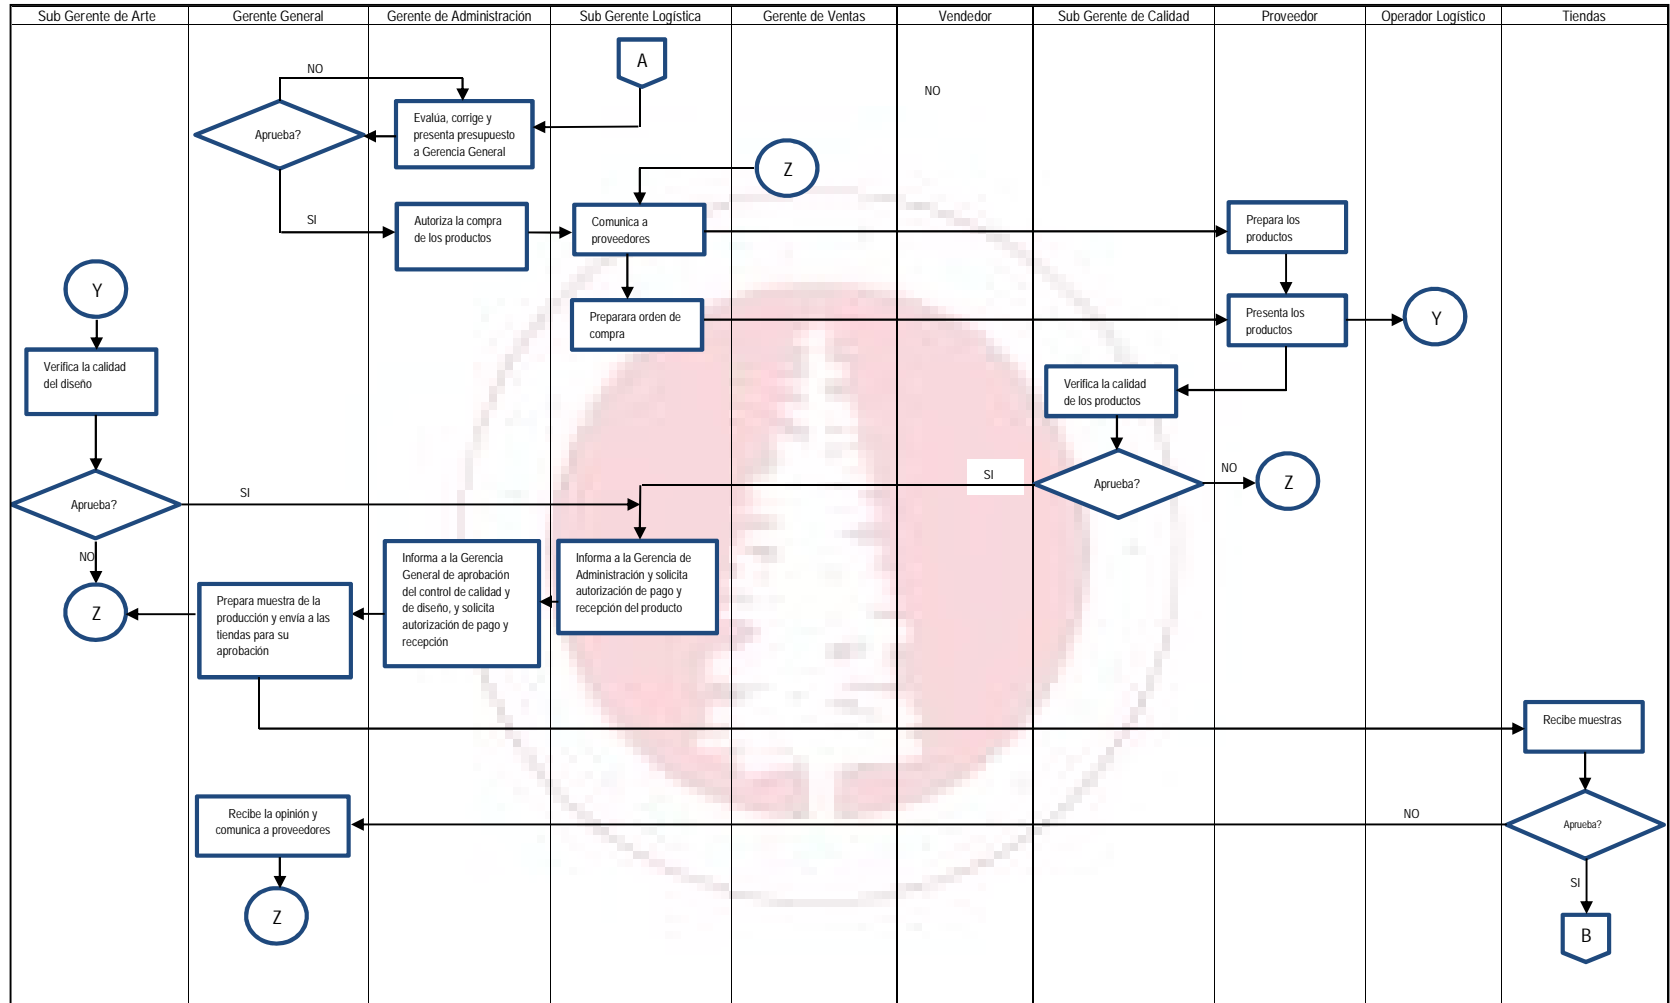 Sub Gerente de Arte
Gerente General
Gerente de Administración
Sub Gerente Logística
Gerente de Ventas
Vendedor
Sub Gerente de Calidad
Proveedor
Operador Logístico
Tiendas
A
NO
NO
Aprueba?
Evalúa, corrige y
presenta presupuesto
a Gerencia General
Z
SI
Autoriza la compra
de los productos
Comunica a
proveedores
Prepara los
productos
Y
Preparara orden de
compra
Presenta los
productos
Y
Verifica la calidad
del diseño
Verifica la calidad
de los productos
Aprueba?
SI
SI
Aprueba?
NO
Z
NO
Z
Prepara muestra de la
producción y envía a las
tiendas para su
aprobación
Informa a la Gerencia
General de aprobación
del control de calidad y
de diseño, y solicita
autorización de pago y
recepción
Informa a la Gerencia de
Administración y solicita
autorización de pago y
recepción del producto
Recibe muestras
Recibe la opinión y
comunica a proveedores
NO
Aprueba?
SI
Z
B